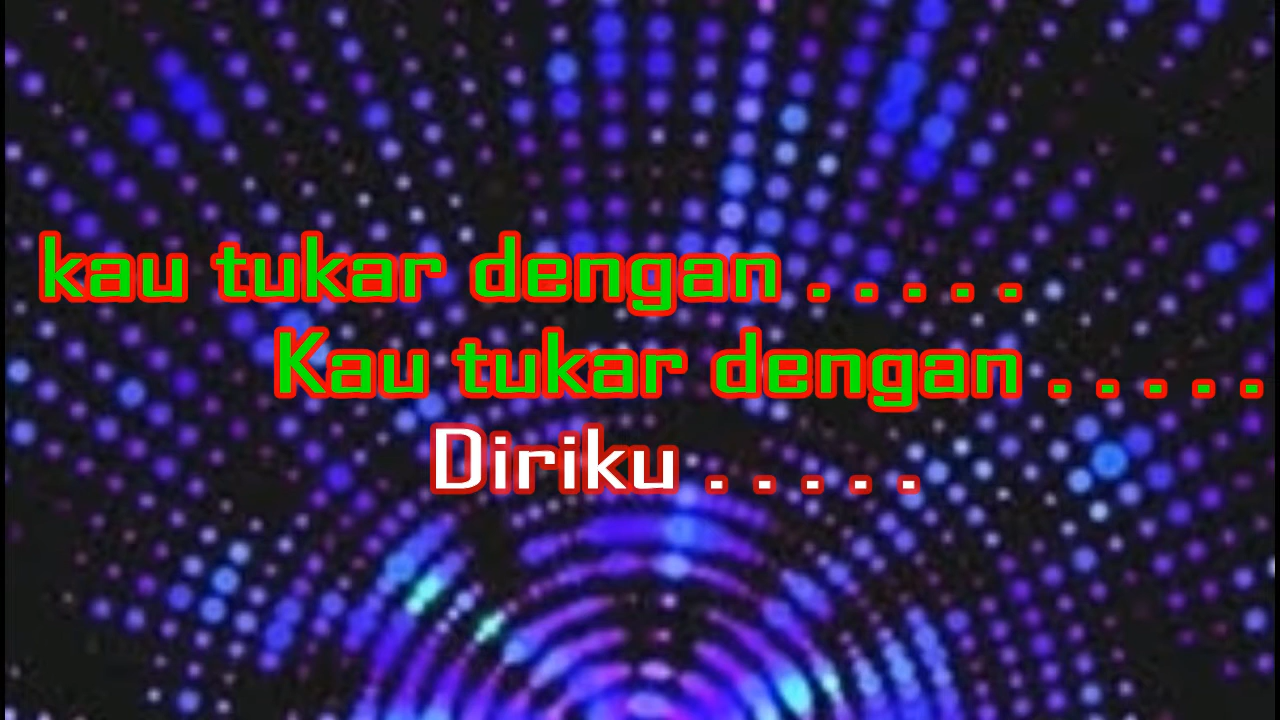 kau tukar dengan . . . . .
Kau tukar dengan . . . . .
Diriku . . . . .